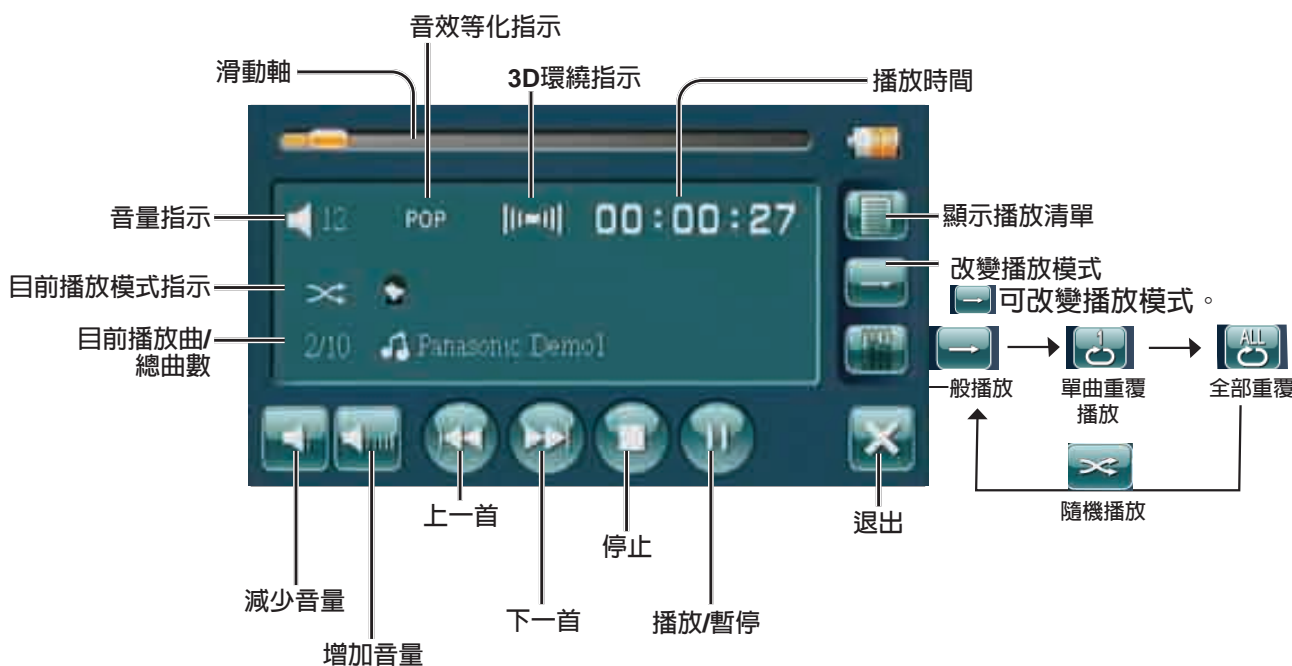 音效等化指示
滑動軸
3D環繞指示
播放時間
音量指示
12
POP
00:00:27
顯示播放清單
目前播放模式指示
改變播放模式
可改變播放模式。
目前播放曲/
總曲數
2/10
Panasonic Demo1
1
ALL
一般播放
單曲重覆
播放
全部重覆
隨機播放
上一首
停止
退出
減少音量
下一首
播放/暫停
增加音量